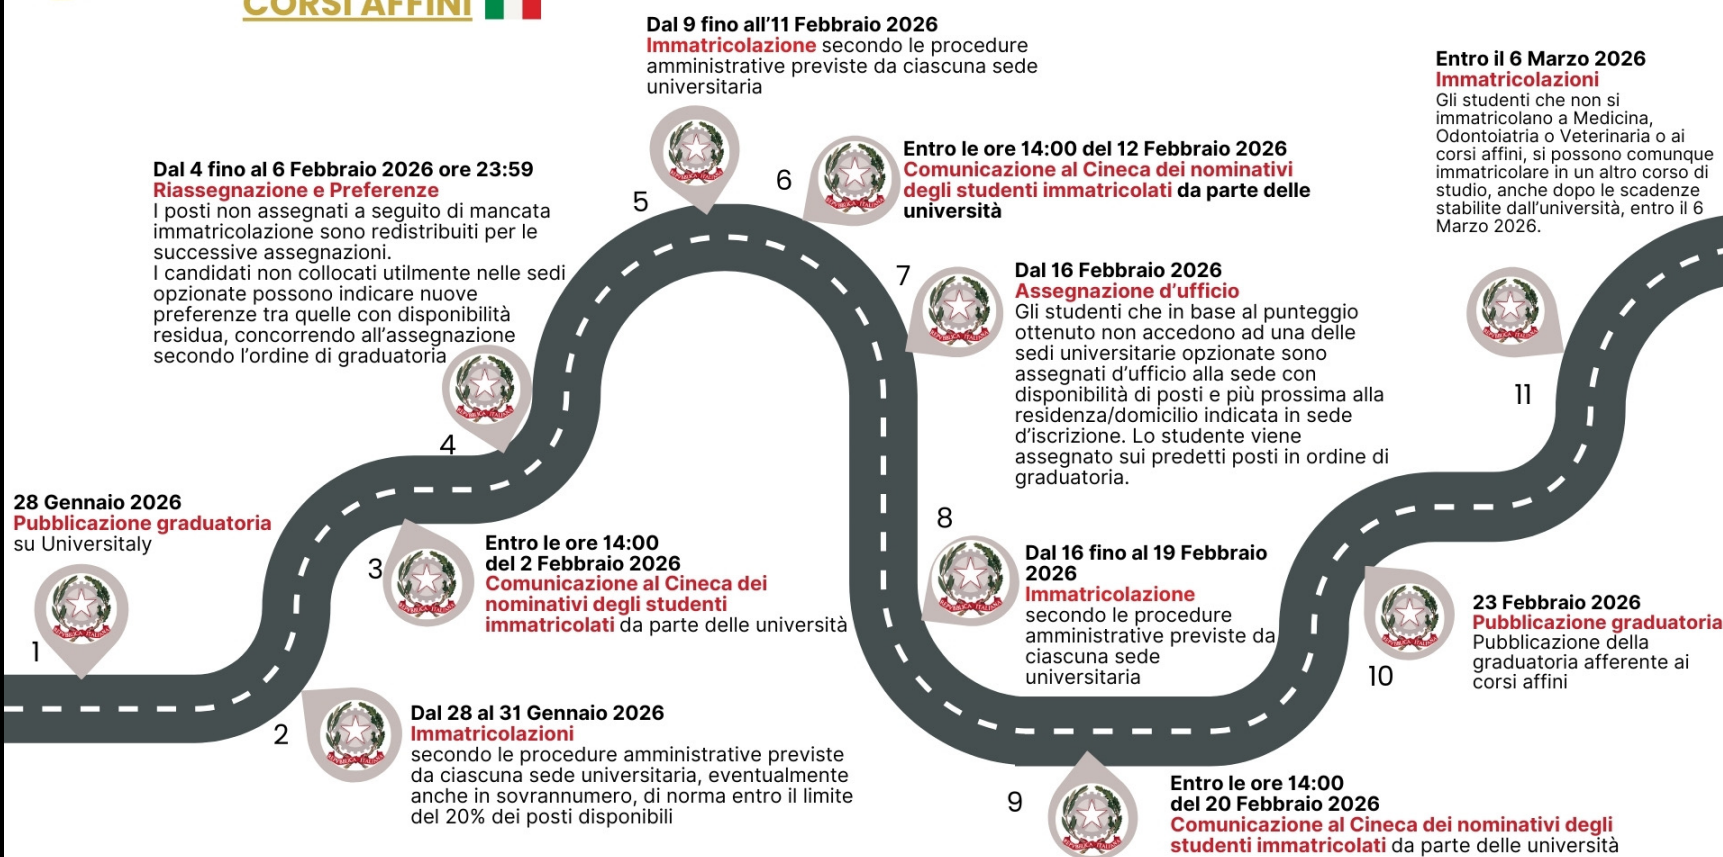 CORSI AFFINI
28 Gennaio 2026
Pubblicazione graduatoria
su Universitaly
1
2
Dal 28 al 31 Gennaio 2026
Immatricolazioni
secondo le procedure amministrative previste
da ciascuna sede universitaria, eventualmente
anche in sovrannumero, di norma entro il limite
del 20% dei posti disponibili
3
Entro le ore 14:00
del 2 Febbraio 2026
Comunicazione al Cineca dei
nominativi degli studenti
immatricolati da parte delle università
Dal 4 fino al 6 Febbraio 2026 ore 23:59
Riassegnazione e Preferenze
I posti non assegnati a seguito di mancata
immatricolazione sono redistribuiti per le
successive assegnazioni.
I candidati non collocati utilmente nelle sedi
opzionate possono indicare nuove
preferenze tra quelle con disponibilità
residua, concorrendo all'assegnazione
secondo l'ordine di graduatoria
4
Dal 9 fino all'11 Febbraio 2026
Immatricolazione secondo le procedure
amministrative previste da ciascuna sede
universitaria
5
6
Entro le ore 14:00 del 12 Febbraio 2026
Comunicazione al Cineca dei nominativi
degli studenti immatricolati da parte delle
università
7
Dal 16 Febbraio 2026
Assegnazione d'ufficio
Gli studenti che in base al punteggio
ottenuto non accedono ad una delle
sedi universitarie opzionate sono
assegnati d'ufficio alla sede con
disponibilità di posti e più prossima alla
residenza/domicilio indicata in sede
d'iscrizione. Lo studente viene
assegnato sui predetti posti in ordine di
graduatoria.
8
Dal 16 fino al 19 Febbraio
2026
Immatricolazione
secondo le procedure
amministrative previste da
ciascuna sede
universitaria
9
Entro le ore 14:00
del 20 Febbraio 2026
Comunicazione al Cineca dei nominativi degli
studenti immatricolati da parte delle università
10
23 Febbraio 2026
Pubblicazione graduatoria
Pubblicazione della
graduatoria afferente ai
corsi affini
Entro il 6 Marzo 2026
Immatricolazioni
Gli studenti che non si
immatricolano a Medicina,
Odontoiatria o Veterinaria o ai
corsi affini, si possono comunque
immatricolare in un altro corso di
studio, anche dopo le scadenze
stabilite dall'università, entro il 6
Marzo 2026.
11